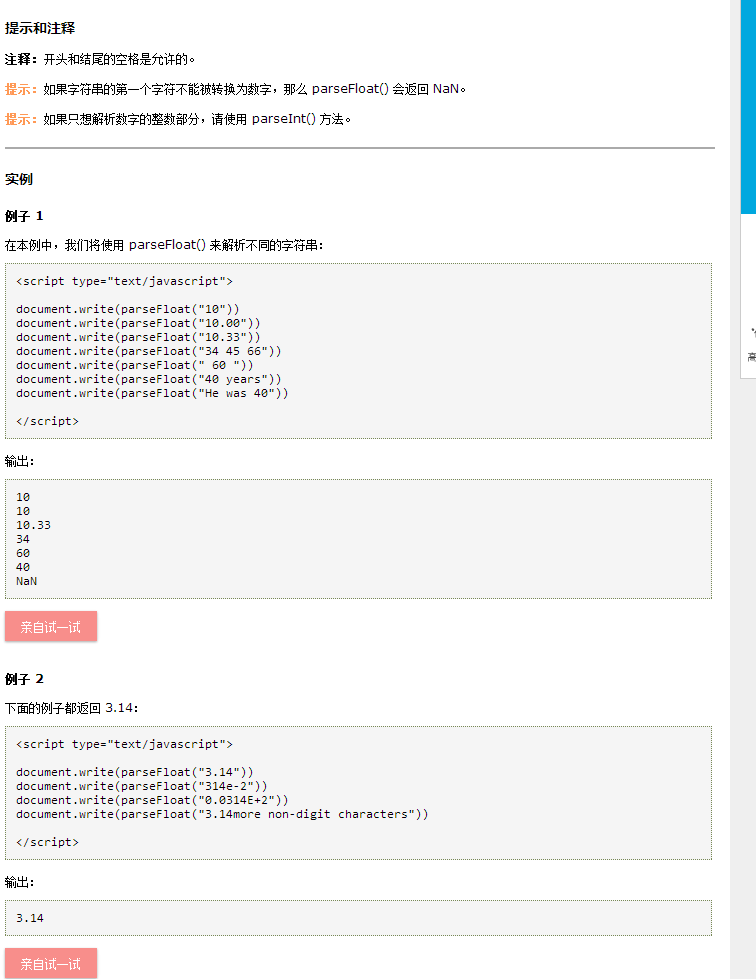 提示和注释
注释：开头和结尾的空格是允许的。
提示：如果字符串的第一个字符不能被转换为数字，那么 parseFloat() 会返回 NaN。
提示：如果只想解析数字的整数部分，请使用 parseInt() 方法。
实例
例子 1
在本例中，我们将使用 parseFloat() 来解析不同的字符串：
<script type="text/javascript">
document.write(parseFloat("10"))
document.write(parseFloat("10.00"))
document.write(parseFloat("10.33"))
document.write(parseFloat("34 45 66"))
document.write(parseFloat(" 60 "))
document.write(parseFloat("40 years"))
document.write(parseFloat("He was 40"))
</script>
输出：
10
10
10.33
34
60
40
NaN
亲自试一试
例子 2
下面的例子都返回 3.14：
<script type="text/javascript">
document.write(parseFloat("3.14"))
document.write(parseFloat("314e-2"))
document.write(parseFloat("0.0314E+2"))
document.write(parseFloat("3.14more non-digit characters"))
</script>
输出：
3.14
亲自试一试